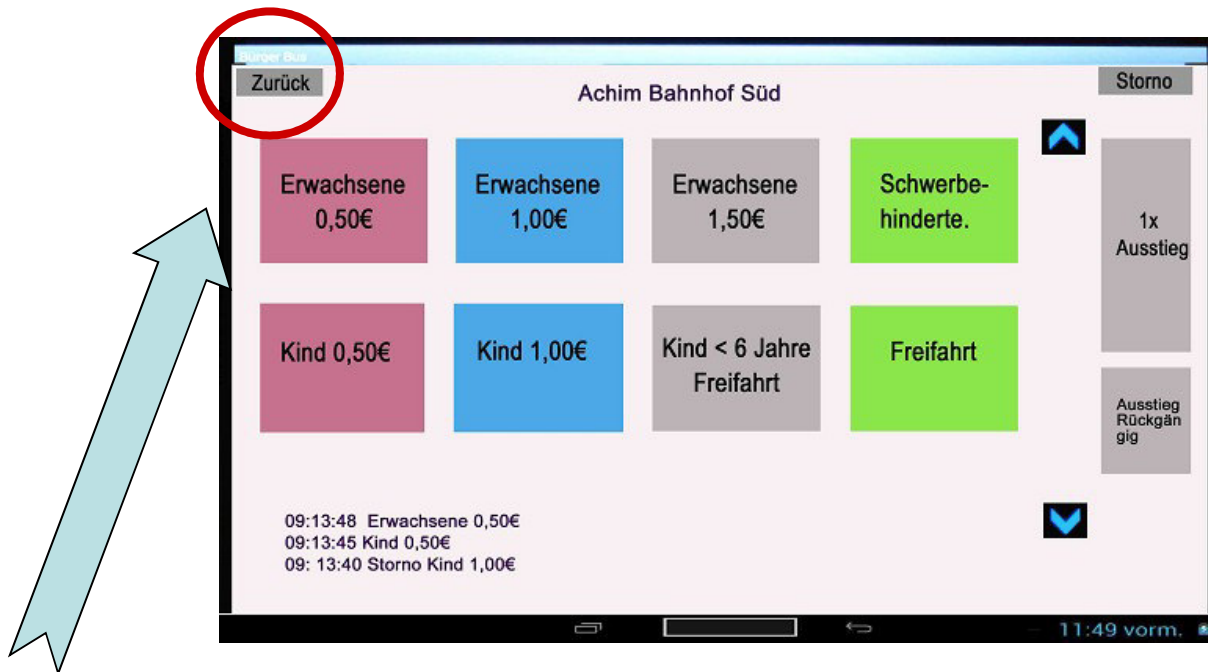 Bürger Bus
Zurück
Achim Bahnhof Süd
Storno
Erwachsene
0,50€
Erwachsene
1,00€
Erwachsene
1,50€
Schwerbe-
hinderte.
1x
Ausstieg
Kind 0,50€
Kind 1,00€
Kind < 6 Jahre
Freifahrt
Freifahrt
Ausstieg
Rückgän
gig
09:13:48 Erwachsene 0,50€
09:13:45 Kind 0,50€
09: 13:40 Storno Kind 1,00€
11:49 vorm.